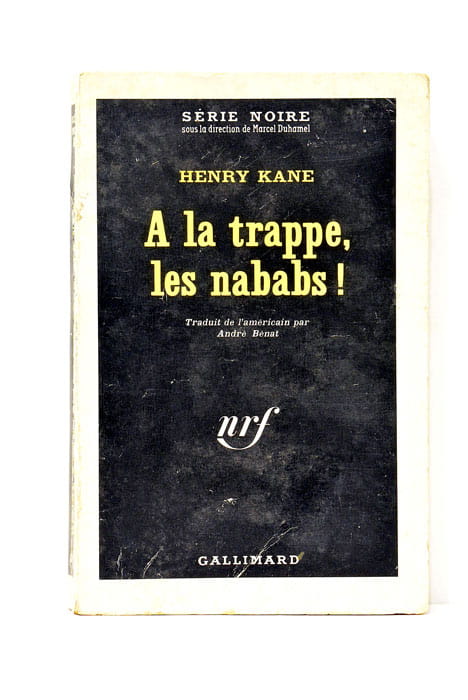 SÉRIE NOIRE
sous la direction de Marcel Duhamel
HENRY KANE
A la trappe,
les nababs !
Traduit de l'américain par
André Bénat
nrf
GALLIMARD